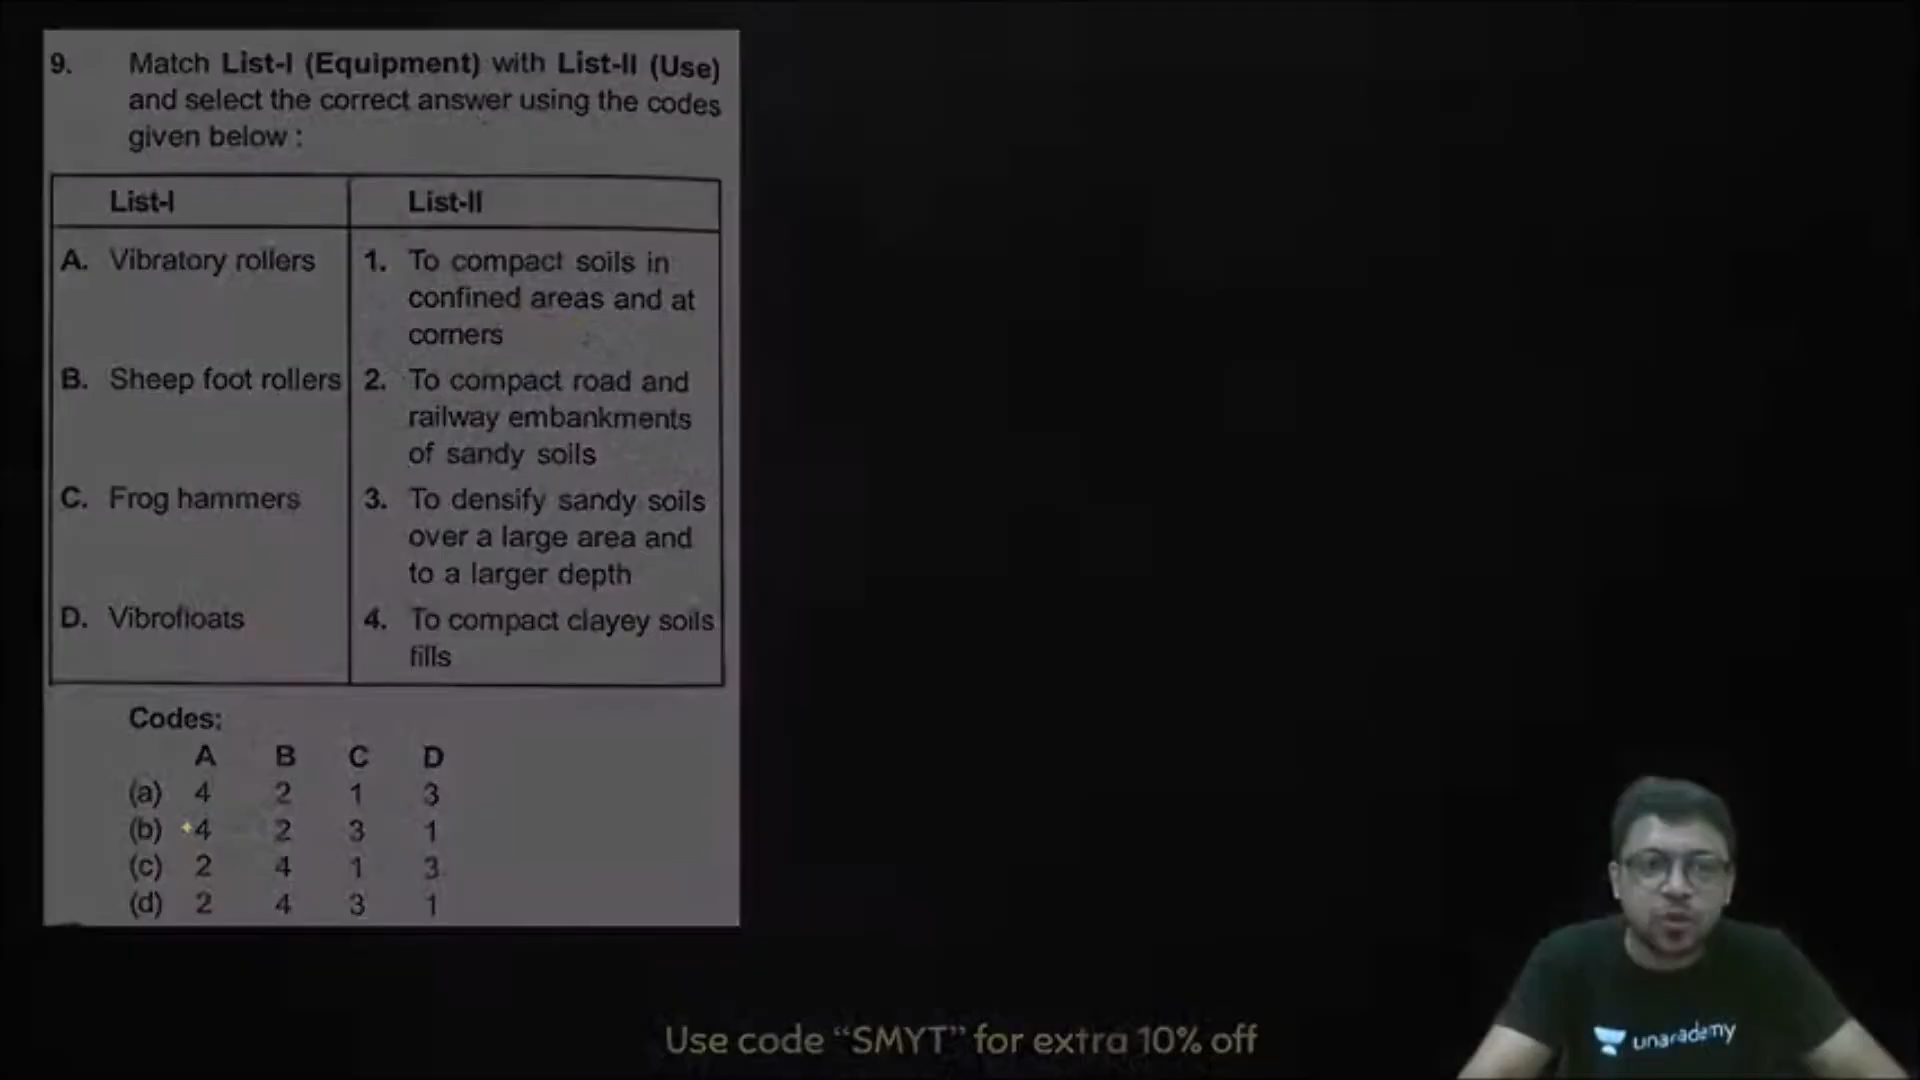 9. Match List-I (Equipment) with List-II (Use)
and select the correct answer using the codes
given below :
List-I List-II
A. Vibratory rollers 1. To compact soils in
confined areas and at
corners
B. Sheep foot rollers 2. To compact road and
railway embankments
of sandy soils
C. Frog hammers 3. To densify sandy soils
over a large area and
to a larger depth
D. Vibrofloats 4. To compact clayey soils
fills
Codes:
A B C D
(a) 4 2 1 3
(b) 4 2 3 1
(c) 2 4 1 3
(d) 2 4 3 1
Use code “SMYT” for extra 10% off
unacademy